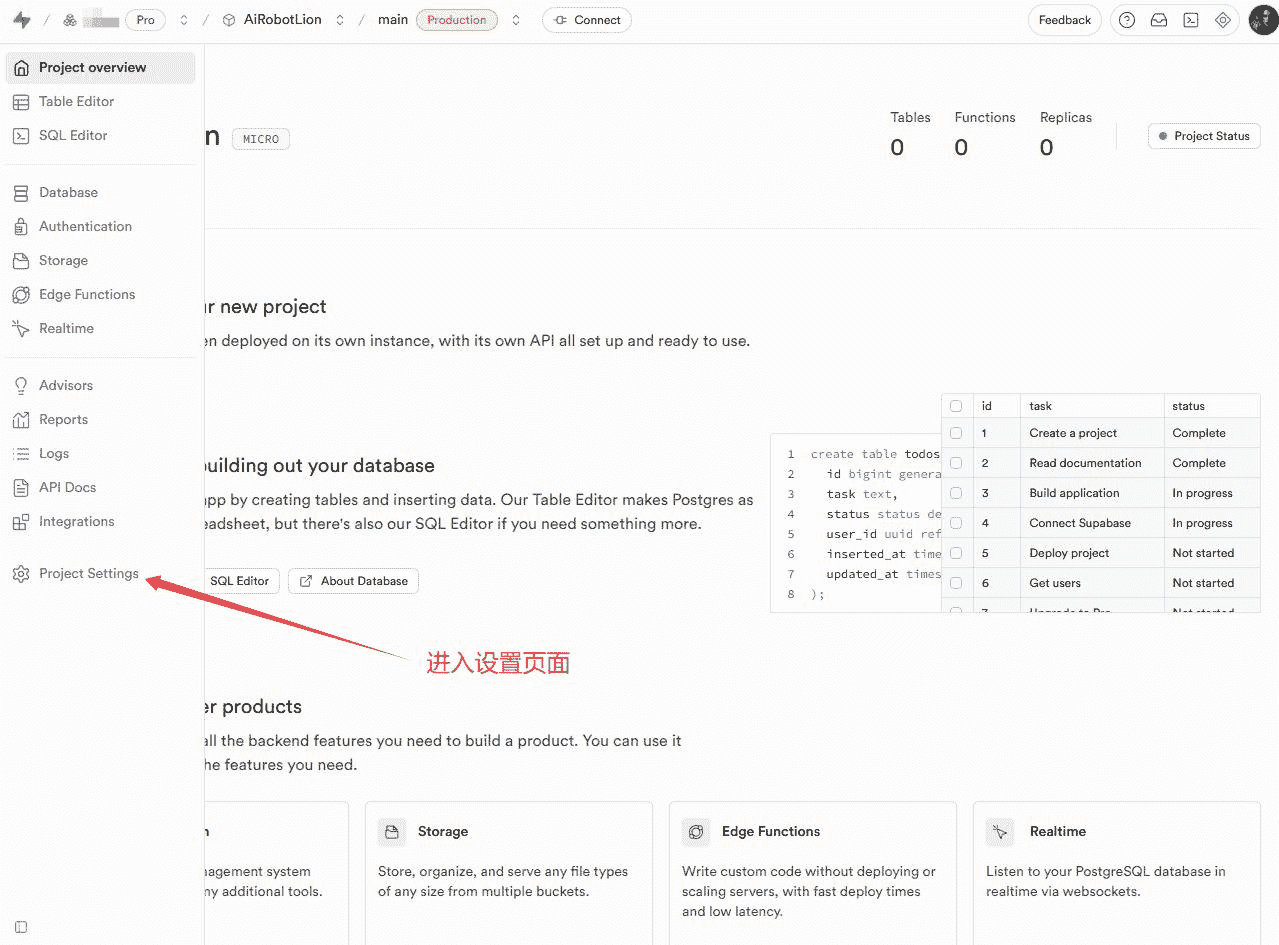 Pro
AiRobotLion
main
Production
Connect
Feedback
Project overview
Table Editor
SQL Editor
Database
Authentication
Storage
Edge Functions
Realtime
Advisors
Reports
Logs
API Docs
Integrations
Project Settings
n
MICRO
Tables
Functions
Replicas
0
0
0
Project Status
r new project
en deployed on its own instance, with its own API all set up and ready to use.
uilding out your database
app by creating tables and inserting data. Our Table Editor makes Postgres as
eadsheet, but there's also our SQL Editor if you need something more.
SQL Editor
About Database
1 create table todos
2 id bigint genera
3 task text,
4 status status de
5 user_id uuid ref
6 inserted_at time
7 updated_at times
8 );
id task status
1 Create a project Complete
2 Read documentation Complete
3 Build application In progress
4 Connect Supabase In progress
5 Deploy project Not started
6 Get users Not started
7 Upgrade to Pro Not started
进入设置页面
er products
all the backend features you need to build a product. You can use it
he features you need.
n
nagement system
ny additional tools.
Storage
Store, organize, and serve any file types
of any size from multiple buckets.
Edge Functions
Write custom code without deploying or
scaling servers, with fast deploy times
and low latency.
Realtime
Listen to your PostgreSQL database in
realtime via websockets.